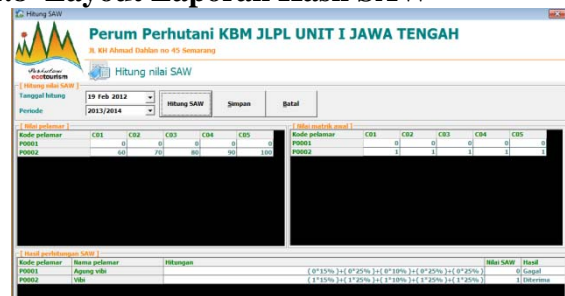 Layout Laporan Hasil SAW
Hitung SAW
Perum Perhutani KBM JLPL UNIT I JAWA TENGAH
Jl. KH Ahmad Dahlan no 45 Semarang
Perhutani
ecotourism
Hitung nilai SAW
[ Hitung nilai SAW ]
Tanggal hitung 19 Feb 2012
Periode 2013/2014
Hitung SAW Simpan Batal
[ Nilai pelamar ]
Kode pelamar C01 C02 C03 C04 C05
P0001 0 0 0 0 0
P0002 60 70 80 90 100
[ Nilai matrik awal ]
Kode pelamar C01 C02 C03 C04 C05
P0001 0 0 0 0 0
P0002 1 1 1 1 1
[ Hasil perhitungan SAW ]
Kode pelamar Nama pelamar Hitungan Nilai SAW Hasil
P0001 Agung vibi ( 0*15% )+( 0*25% )+( 0*10% )+( 0*25% )+( 0*25% ) 0 Gagal
P0002 Vibi ( 1*15% )+( 1*25% )+( 1*10% )+( 1*25% )+( 1*25% ) 1 Diterima